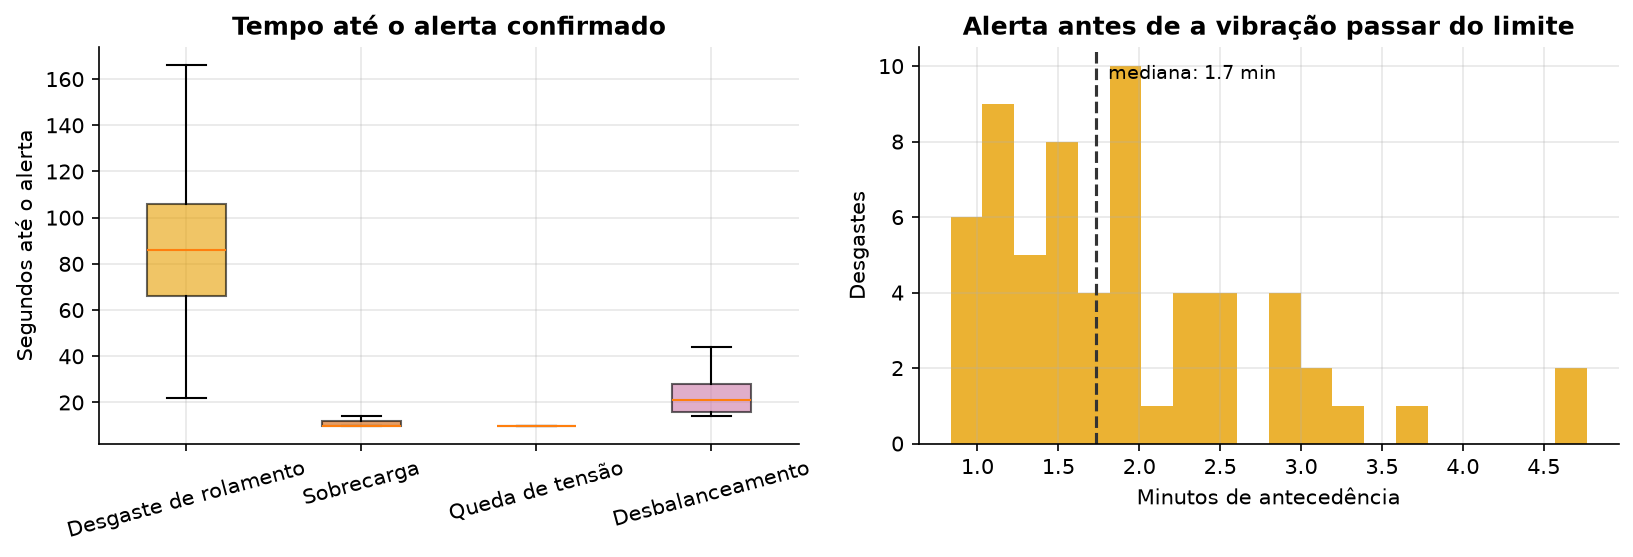 Tempo até o alerta confirmado
Segundos até o alerta
160
140
120
100
80
60
40
20
Desgaste de rolamento
Sobrecarga
Queda de tensão
Desbalanceamento
Alerta antes de a vibração passar do limite
mediana: 1.7 min
Desgastes
10
8
6
4
2
0
1.0 1.5 2.0 2.5 3.0 3.5 4.0 4.5
Minutos de antecedência